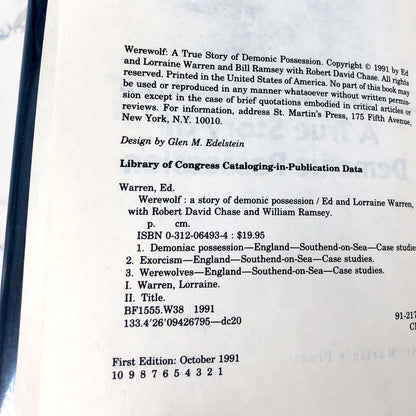 Werewolf: A True Story of Demonic Possession. Copyright © 1991 by Ed
and Lorraine Warren and Bill Ramsey with Robert David Chase. All rights
reserved. Printed in the United States of America. No part of this book may
be used or reproduced in any manner whatsoever without written permis-
sion except in the case of brief quotations embodied in critical articles or
reviews. For information, address St. Martin's Press, 175 Fifth Avenue,
New York, N.Y. 10010.
Design by Glen M. Edelstein
Library of Congress Cataloging-in-Publication Data
Warren, Ed.
Werewolf : a story of demonic possession / Ed and Lorraine Warren,
with Robert David Chase and William Ramsey.
p. cm.
ISBN 0-312-06493-4 : $19.95
1. Demoniac possession—England—Southend-on-Sea—Case studies
2. Exorcism—England—Southend-on-Sea—Case studies.
3. Werewolves—England—Southend-on-Sea—Case studies.
I. Warren, Lorraine.
II. Title.
BF1555.W38 1991
133.4'26'09426795—dc20
91-217
First Edition: October 1991
10 9 8 7 6 5 4 3 2 1